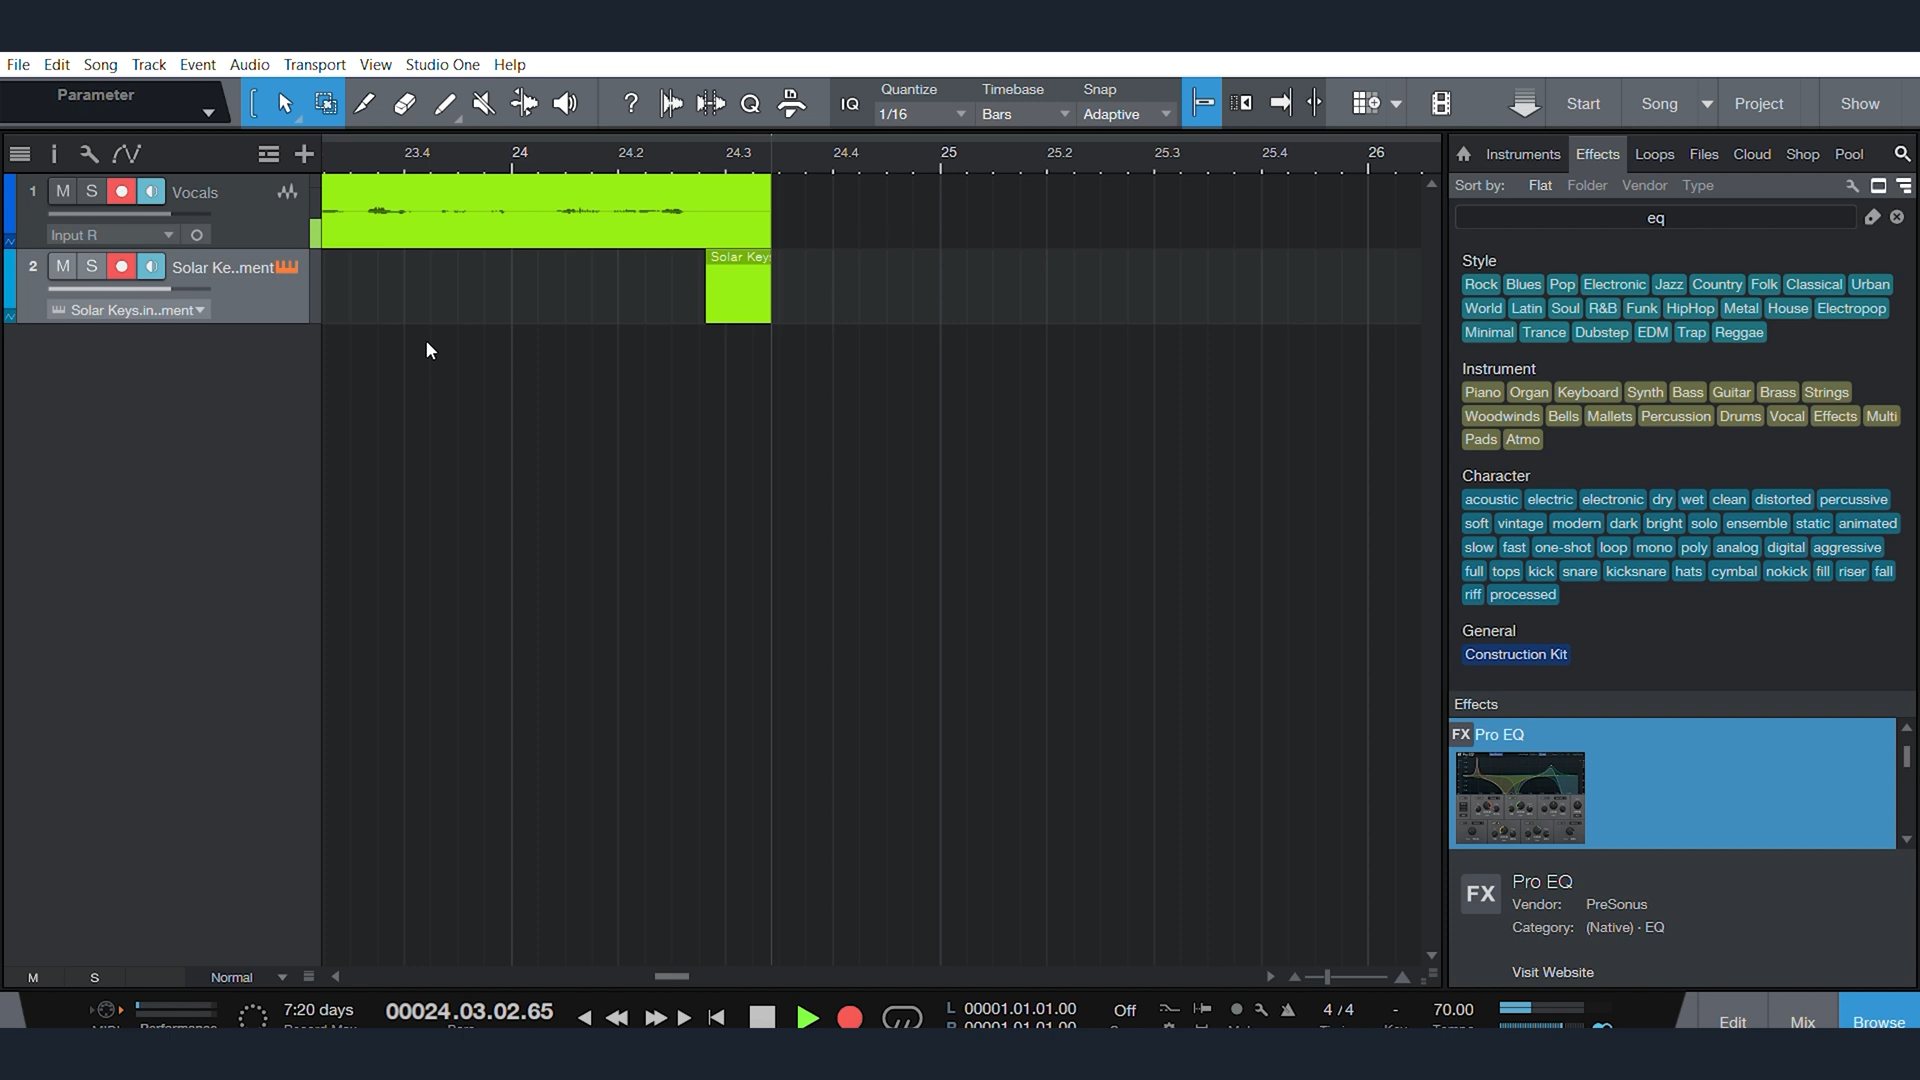 File Edit Song Track Event Audio Transport View Studio One Help
Parameter
? IQ
Quantize Timebase Snap
1/16 Bars Adaptive
Start Song Project Show
i
23.4 24 24.2 24.3 24.4 25 25.2 25.3 25.4 26
Instruments Effects Loops Files Cloud Shop Pool
Sort by: Flat Folder Vendor Type
eq
1 M S Vocals
Input R
2 M S Solar Ke..ment
Solar Keys.in..ment
Solar Key
Style
Rock Blues Pop Electronic Jazz Country Folk Classical Urban
World Latin Soul R&B Funk HipHop Metal House Electropop
Minimal Trance Dubstep EDM Trap Reggae
Instrument
Piano Organ Keyboard Synth Bass Guitar Brass Strings
Woodwinds Bells Mallets Percussion Drums Vocal Effects Multi
Pads Atmo
Character
acoustic electric electronic dry wet clean distorted percussive
soft vintage modern dark bright solo ensemble static animated
slow fast one-shot loop mono poly analog digital aggressive
full tops kick snare kicksnare hats cymbal nokick fill riser fall
riff processed
General
Construction Kit
Effects
FX Pro EQ
FX
Pro EQ
Vendor: PreSonus
Category: (Native) · EQ
Visit Website
M S Normal
7:20 days 00024.03.02.65 L 00001.01.01.00 Off 4/4 - 70.00
Performance Record Max Bars R 00001.01.01.00
Edit Mix Browse